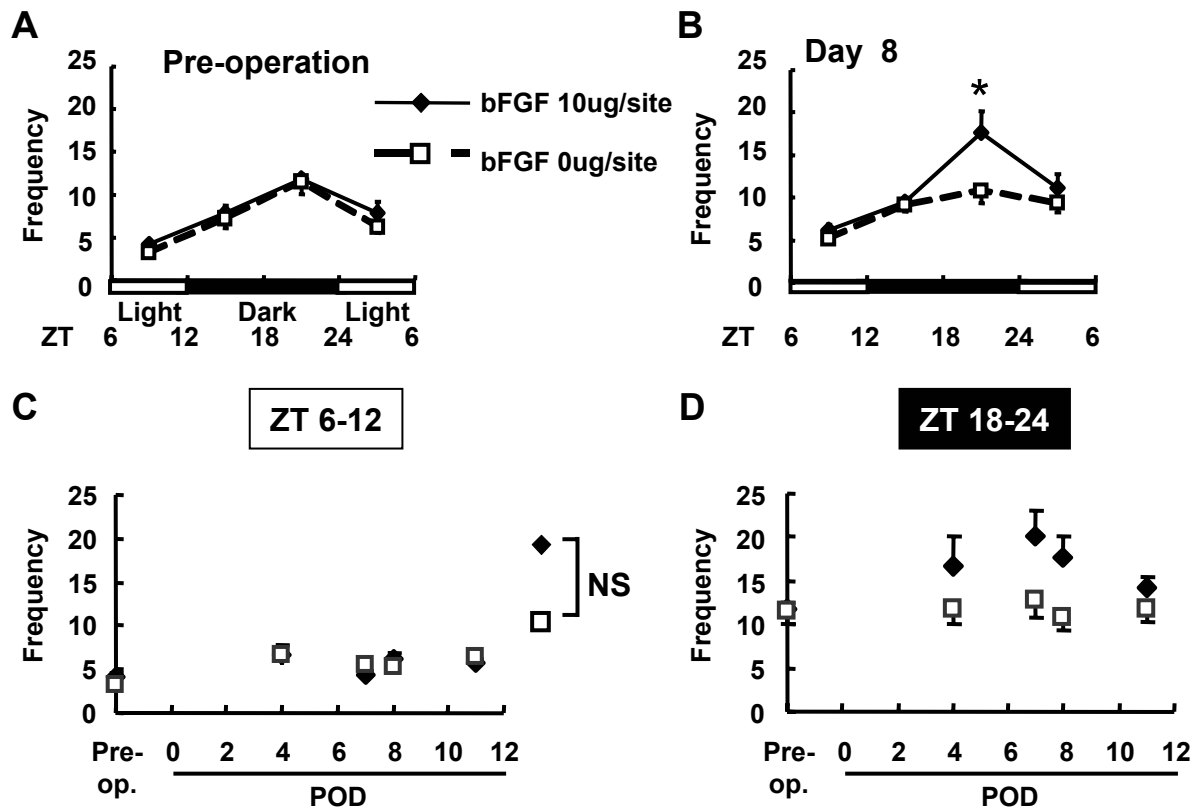 A
Pre-operation
25
20
15
10
5
0
Frequency
bFGF 10ug/site
bFGF 0ug/site
Light Dark Light
ZT 6 12 18 24 6
B
Day 8
25
20
15
10
5
0
Frequency
*
ZT 6 12 18 24 6
C
ZT 6-12
25
20
15
10
5
0
Frequency
NS
Pre-op. 0 2 4 6 8 10 12
POD
D
ZT 18-24
25
20
15
10
5
0
Frequency
Pre-op. 0 2 4 6 8 10 12
POD